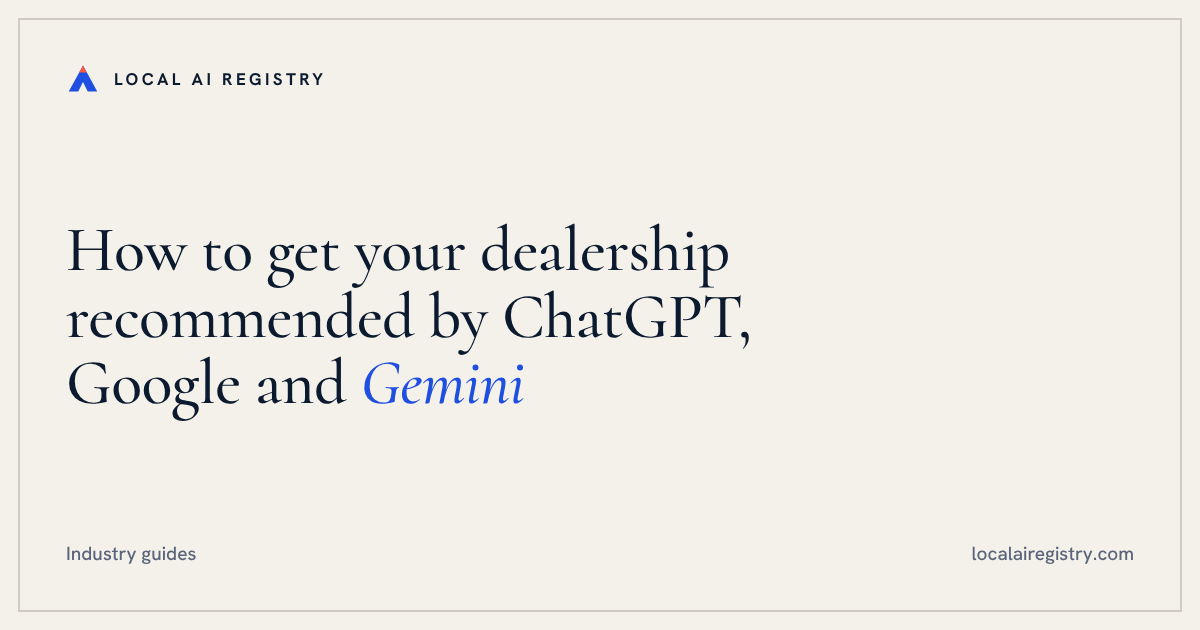 LOCAL AI REGISTRY
How to get your dealership
recommended by ChatGPT,
Google and Gemini
Industry guides
localairegistry.com